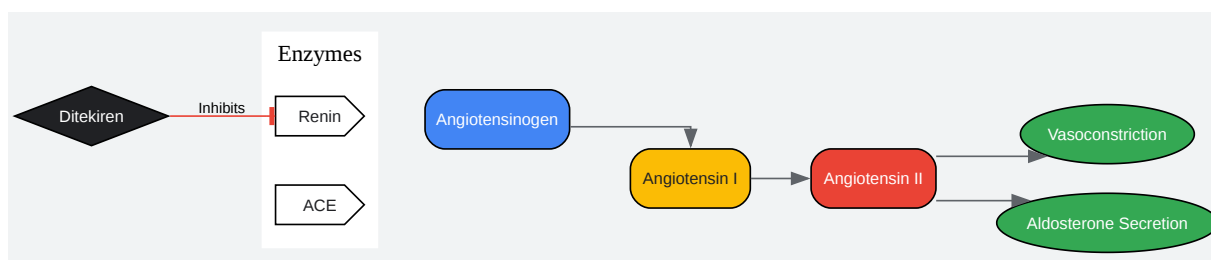 Enzymes
Ditekiren
Inhibits
Renin
ACE
Angiotensinogen
Angiotensin I
Angiotensin II
Vasoconstriction
Aldosterone Secretion